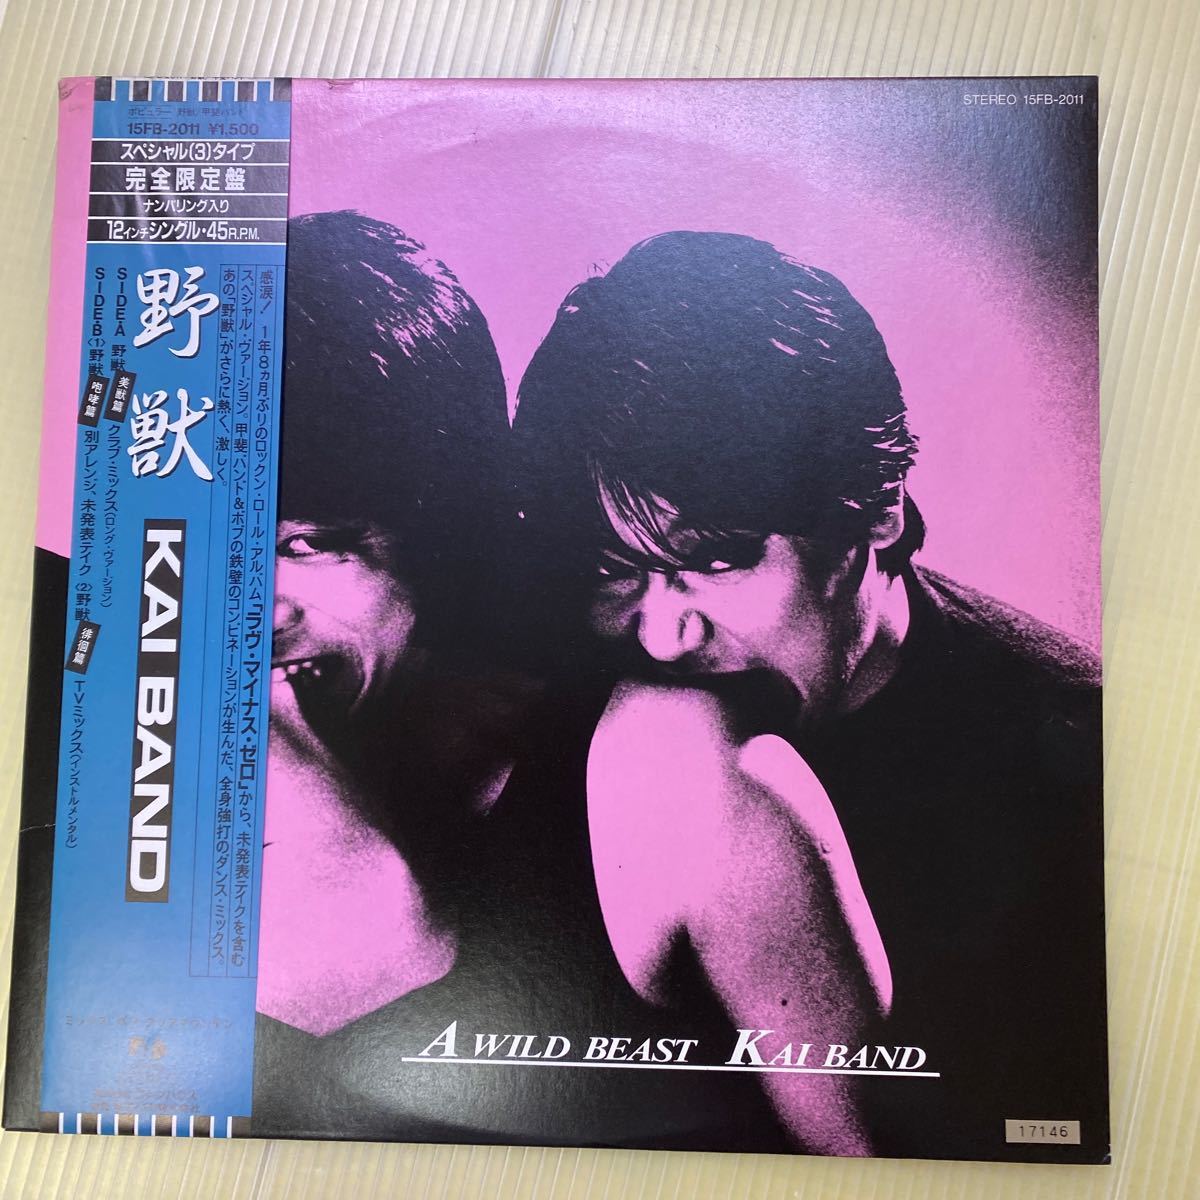 ポピュラー 野獣/甲斐バンド
15FB-2011 ¥1,500
スペシャル(3)タイプ
完全限定盤
ナンバリング入り
12インチシングル・45R.P.M.
野獣
KAI BAND
SIDE・A 野獣 美獣篇 クラブ・ミックス(ロング・ヴァージョン)
SIDE・B〈1〉野獣 咆哮篇 別アレンジ、未発表テイク 〈2〉野獣 徘徊篇 TVミックス(インストルメンタル)
感涙! 1年8ヵ月ぶりのロックン・ロール・アルバム「ラヴ・マイナス・ゼロ」から、未発表テイクを含む
スペシャル・ヴァージョン。甲斐バンド&ボブの鉄壁のコンビネーションが生んだ、全身強打のダンス・ミックス。
あの「野獣」がさらに熱く、激しく。
STEREO 15FB-2011
A WILD BEAST KAI BAND
17146